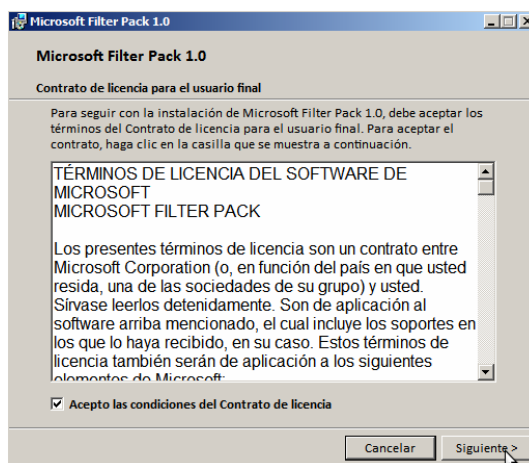 Microsoft Filter Pack 1.0
Microsoft Filter Pack 1.0
Contrato de licencia para el usuario final
Para seguir con la instalación de Microsoft Filter Pack 1.0, debe aceptar los
términos del Contrato de licencia para el usuario final. Para aceptar el
contrato, haga clic en la casilla que se muestra a continuación.
TÉRMINOS DE LICENCIA DEL SOFTWARE DE
MICROSOFT
MICROSOFT FILTER PACK
Los presentes términos de licencia son un contrato entre
Microsoft Corporation (o, en función del país en que usted
resida, una de las sociedades de su grupo) y usted.
Sírvase leerlos detenidamente. Son de aplicación al
software arriba mencionado, el cual incluye los soportes en
los que lo haya recibido, en su caso. Estos términos de
licencia también serán de aplicación a los siguientes
elementos de Microsoft:
Acepto las condiciones del Contrato de licencia
Cancelar
Siguiente >